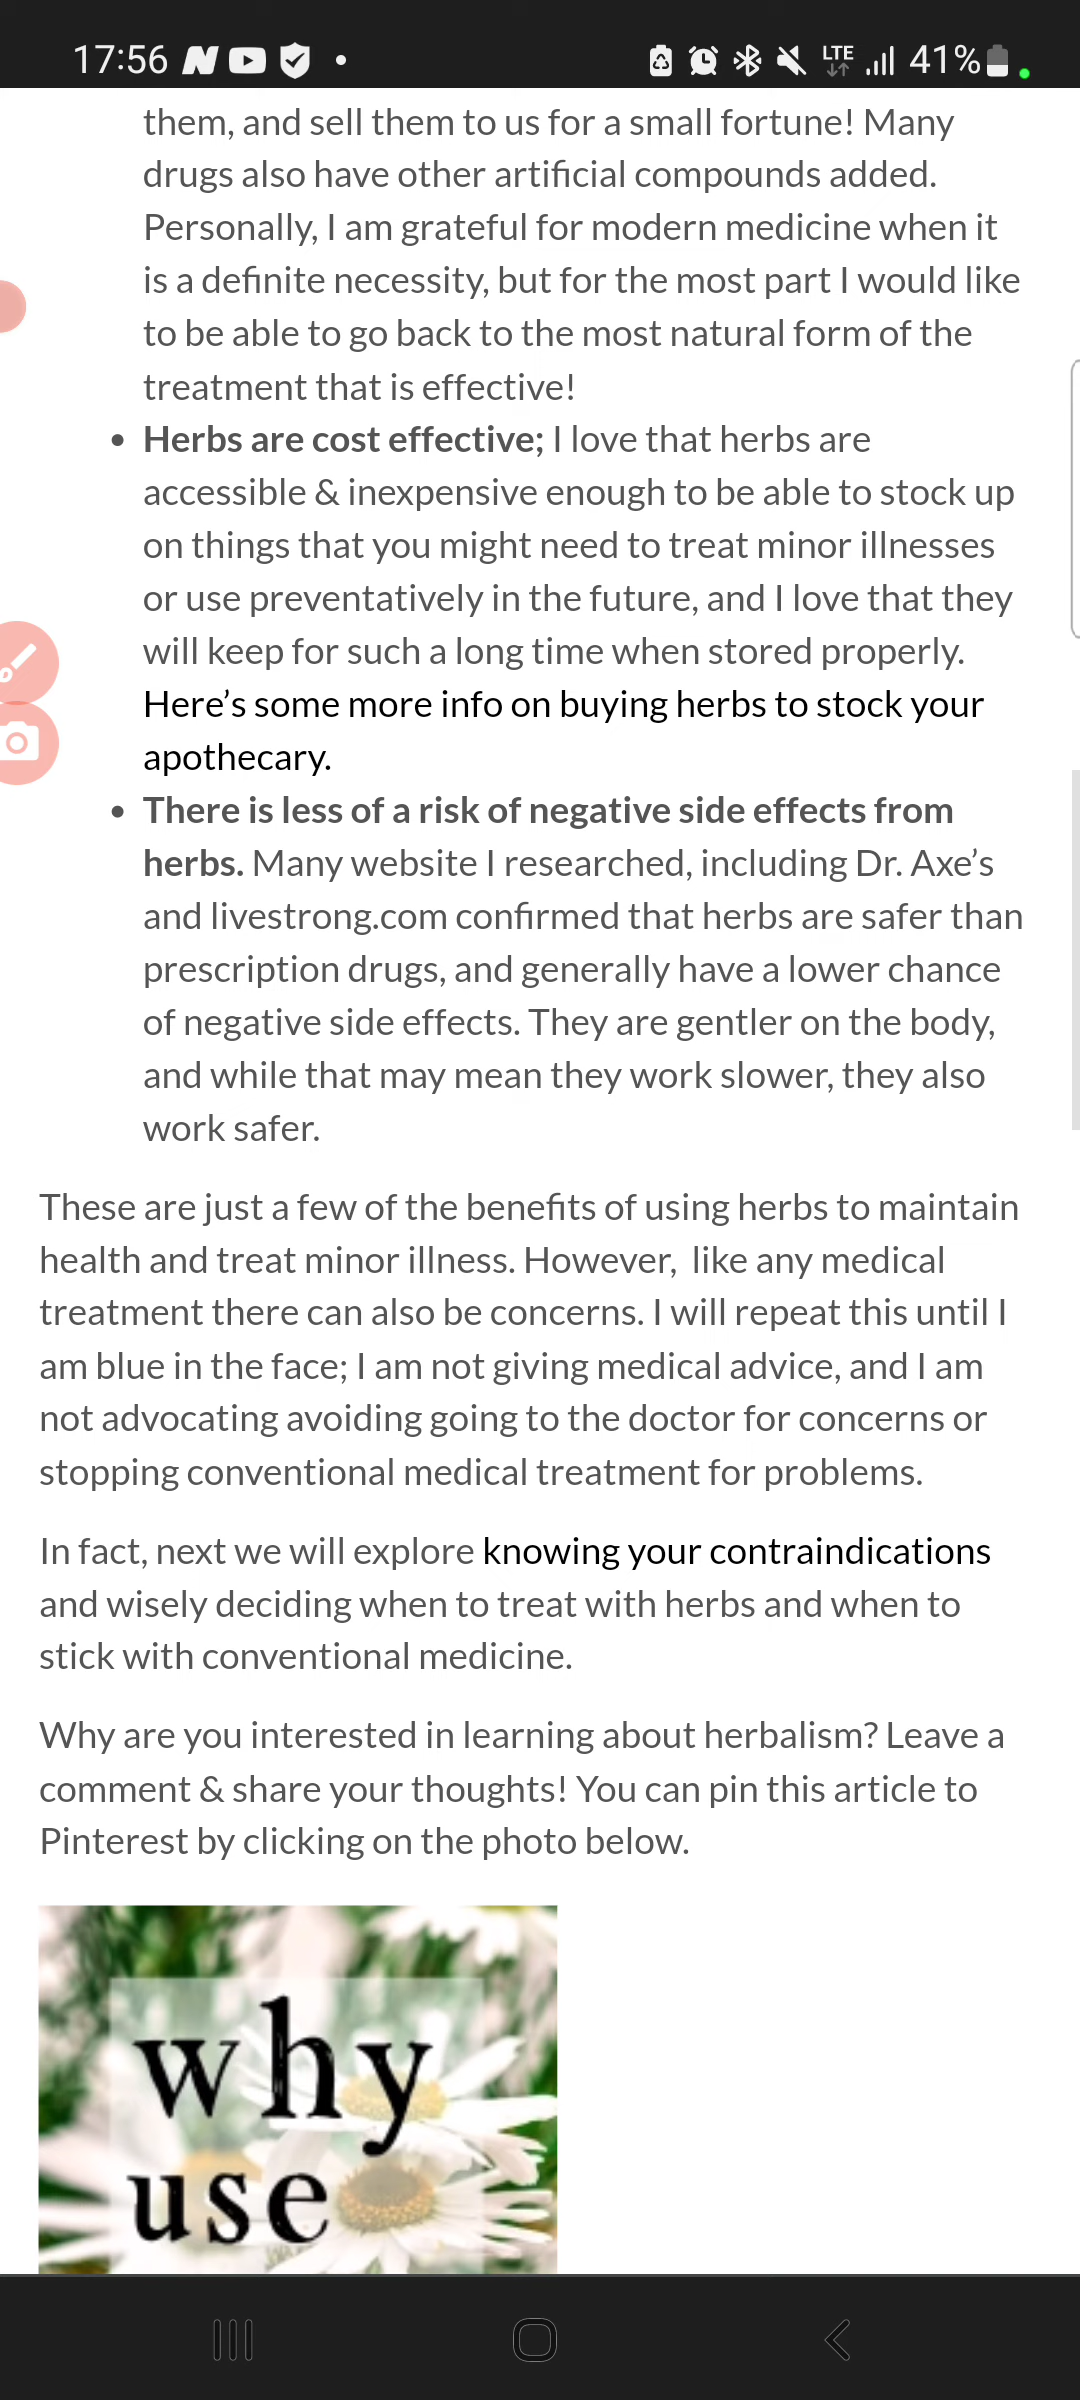 17:56
LTE
41%
them, and sell them to us for a small fortune! Many
drugs also have other artificial compounds added.
Personally, I am grateful for modern medicine when it
is a definite necessity, but for the most part I would like
to be able to go back to the most natural form of the
treatment that is effective!
• Herbs are cost effective; I love that herbs are
accessible & inexpensive enough to be able to stock up
on things that you might need to treat minor illnesses
or use preventatively in the future, and I love that they
will keep for such a long time when stored properly.
Here’s some more info on buying herbs to stock your
apothecary.
• There is less of a risk of negative side effects from
herbs. Many website I researched, including Dr. Axe’s
and livestrong.com confirmed that herbs are safer than
prescription drugs, and generally have a lower chance
of negative side effects. They are gentler on the body,
and while that may mean they work slower, they also
work safer.
These are just a few of the benefits of using herbs to maintain
health and treat minor illness. However,  like any medical
treatment there can also be concerns. I will repeat this until I
am blue in the face; I am not giving medical advice, and I am
not advocating avoiding going to the doctor for concerns or
stopping conventional medical treatment for problems.
In fact, next we will explore knowing your contraindications
and wisely deciding when to treat with herbs and when to
stick with conventional medicine.
Why are you interested in learning about herbalism? Leave a
comment & share your thoughts! You can pin this article to
Pinterest by clicking on the photo below.
why
use